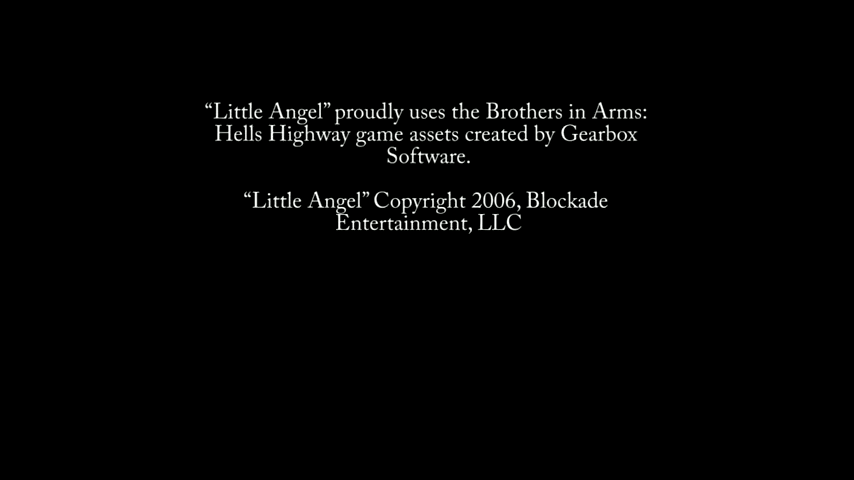 “Little Angel” proudly uses the Brothers in Arms:
Hells Highway game assets created by Gearbox
Software.
“Little Angel” Copyright 2006, Blockade
Entertainment, LLC